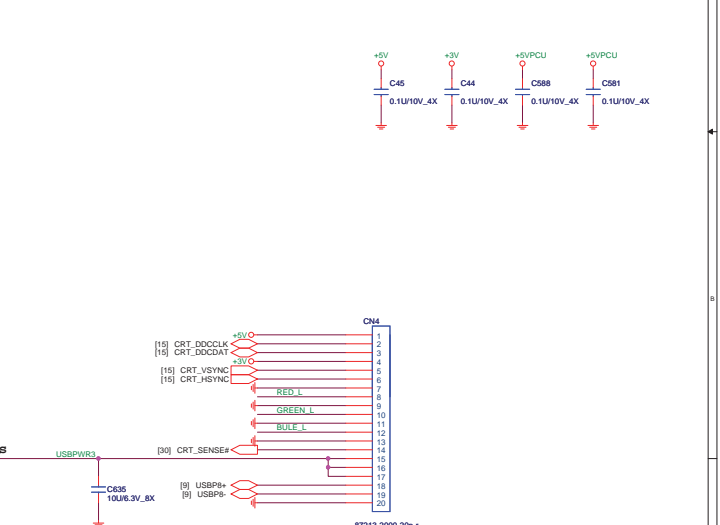 +5V +3V +5VPCU +5VPCU
C45 C44 C588 C581
0.1U/10V_4X 0.1U/10V_4X 0.1U/10V_4X 0.1U/10V_4X
B
CN4
+5V 1
[15] CRT_DDCCLK 2
[15] CRT_DDCDAT 3
+3V 4
[15] CRT_VSYNC 5
[15] CRT_HSYNC 6
7
RED_L 8
9
GREEN_L 10
11
BULE_L 12
13
[30] CRT_SENSE# 14
USBPWR3 15
16
17
[9] USBP8+ 18
[9] USBP8- 19
20
C635
10U/6.3V_8X